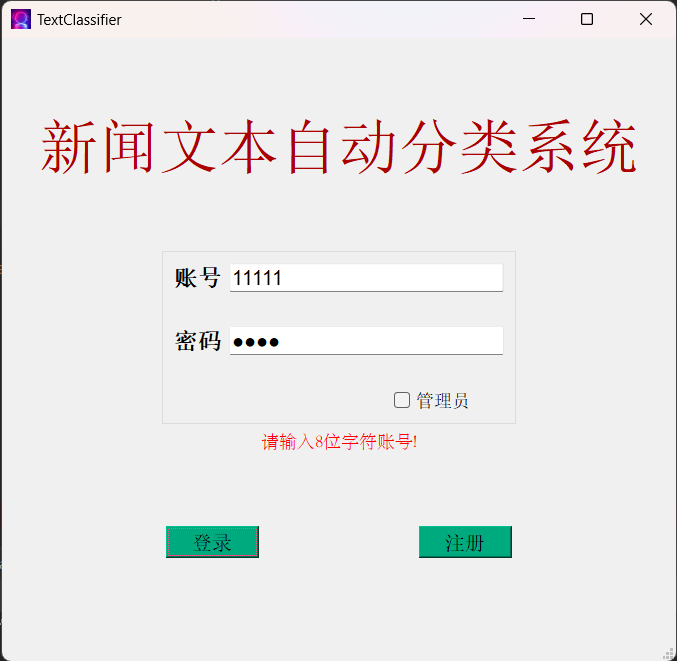 TextClassifier
新闻文本自动分类系统
账号 11111
密码 ●●●●
管理员
请输入8位字符账号!
登录 注册